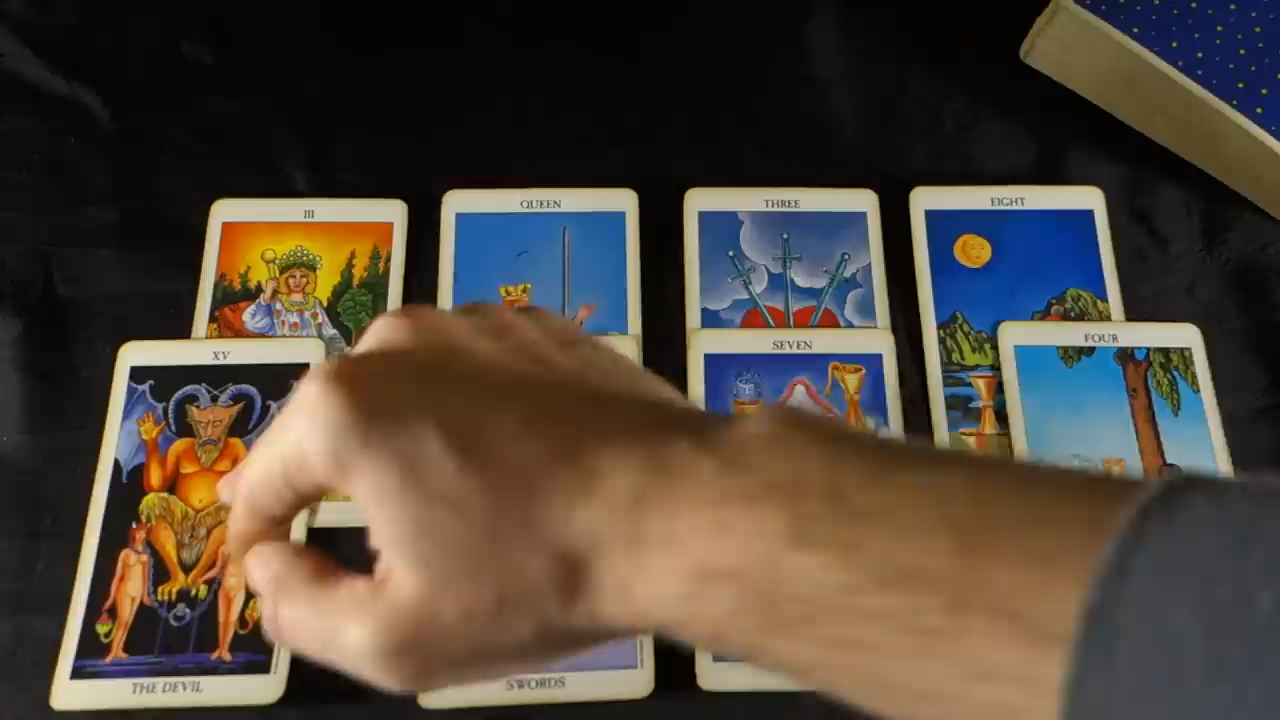 III
QUEEN
THREE
EIGHT
XV
SEVEN
FOUR
THE DEVIL
SWORDS